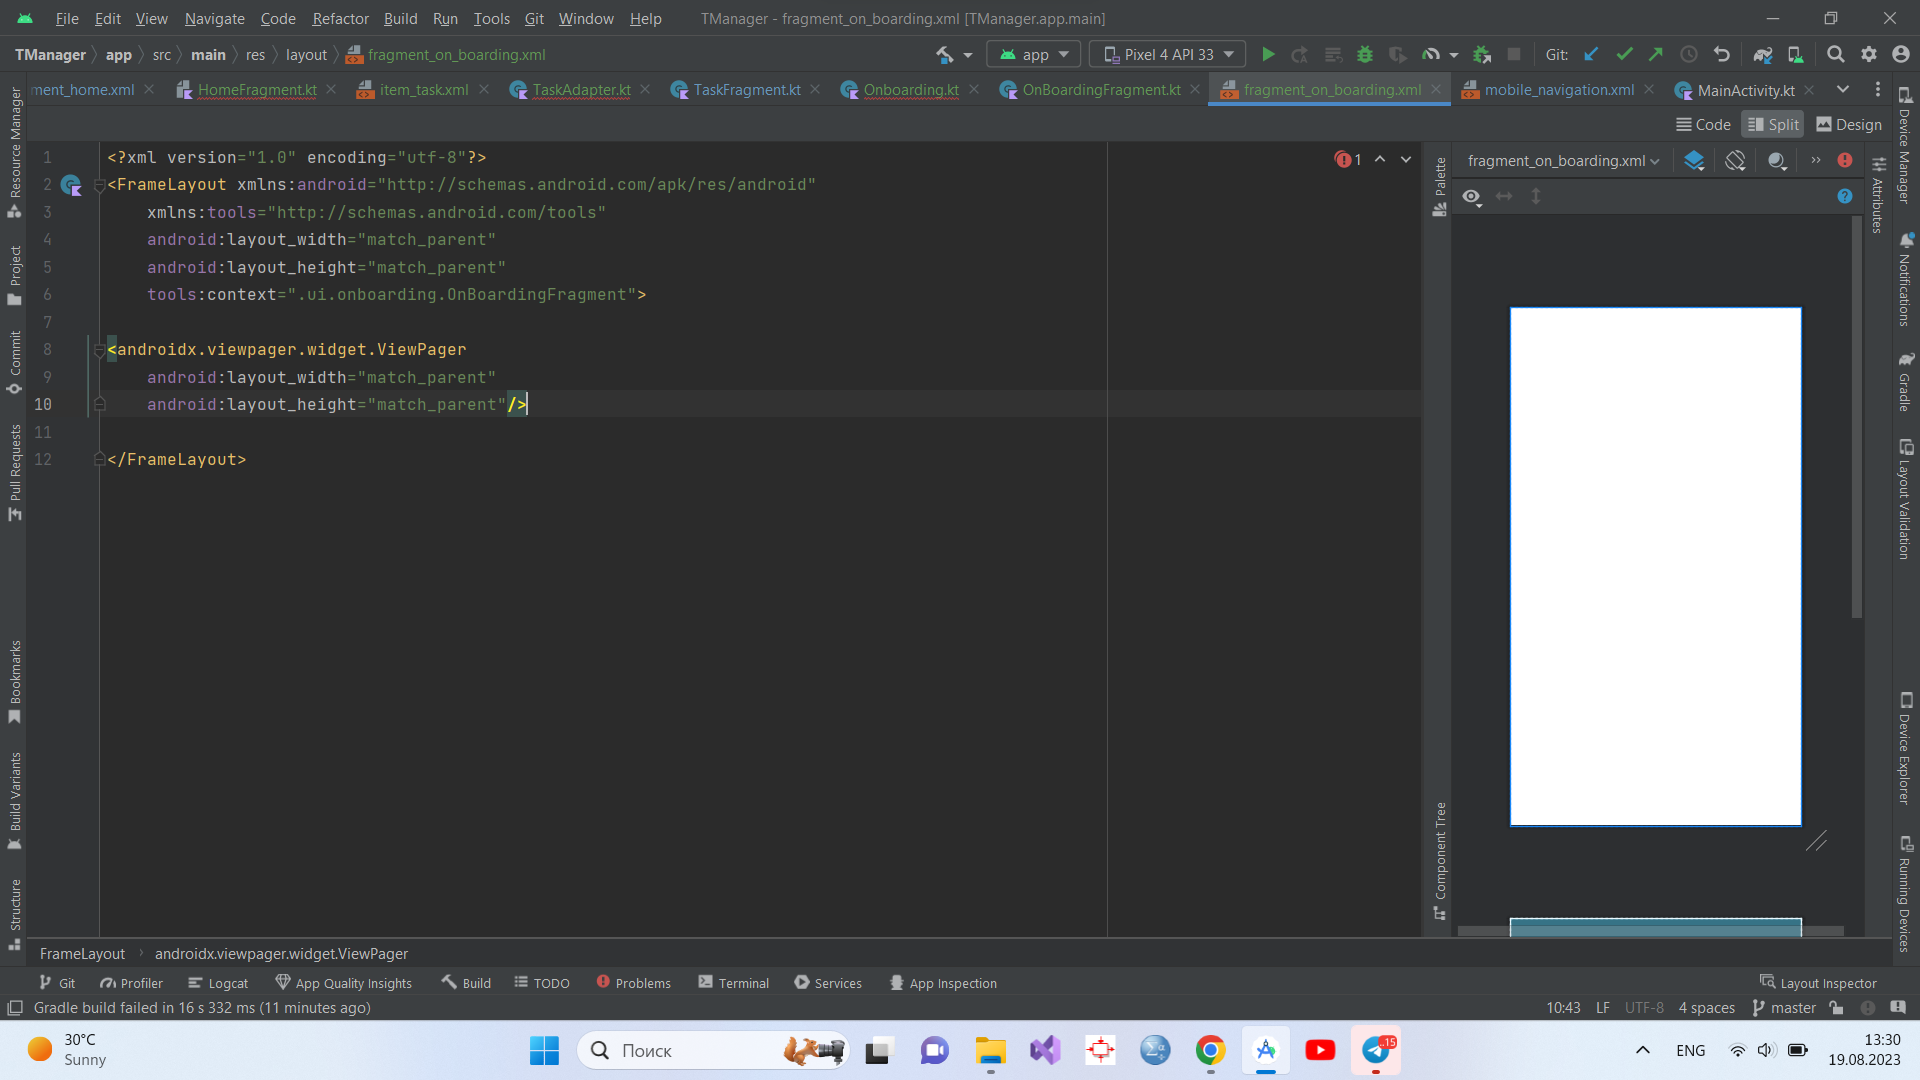 File Edit View Navigate Code Refactor Build Run Tools Git Window Help TManager - fragment_on_boarding.xml [TManager.app.main]
TManager app src main res layout fragment_on_boarding.xml app Pixel 4 API 33 Git:
ment_home.xml HomeFragment.kt item_task.xml TaskAdapter.kt TaskFragment.kt Onboarding.kt OnBoardingFragment.kt fragment_on_boarding.xml mobile_navigation.xml MainActivity.kt
Code Split Design
1 <?xml version="1.0" encoding="utf-8"?>
2 <FrameLayout xmlns:android="http://schemas.android.com/apk/res/android"
3 xmlns:tools="http://schemas.android.com/tools"
4 android:layout_width="match_parent"
5 android:layout_height="match_parent"
6 tools:context=".ui.onboarding.OnBoardingFragment">
7
8 <androidx.viewpager.widget.ViewPager
9 android:layout_width="match_parent"
10 android:layout_height="match_parent"/>
11
12 </FrameLayout>
1
fragment_on_boarding.xml
Resource Manager
Project
Commit
Pull Requests
Bookmarks
Build Variants
Structure
Palette
Component Tree
Attributes
Device Manager
Notifications
Gradle
Layout Validation
Device Explorer
Running Devices
FrameLayout androidx.viewpager.widget.ViewPager
Git Profiler Logcat App Quality Insights Build TODO Problems Terminal Services App Inspection Layout Inspector
Gradle build failed in 16 s 332 ms (11 minutes ago) 10:43 LF UTF-8 4 spaces master
30°C
Sunny
Поиск
..15
ENG
13:30
19.08.2023